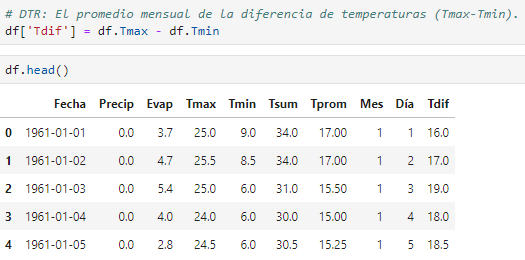 # DTR: El promedio mensual de la diferencia de temperaturas (Tmax-Tmin).
df['Tdif'] = df.Tmax - df.Tmin
df.head()
Fecha Precip Evap Tmax Tmin Tsum Tprom Mes Día Tdif
0 1961-01-01 0.0 3.7 25.0 9.0 34.0 17.00 1 1 16.0
1 1961-01-02 0.0 4.7 25.5 8.5 34.0 17.00 1 2 17.0
2 1961-01-03 0.0 5.4 25.0 6.0 31.0 15.50 1 3 19.0
3 1961-01-04 0.0 4.0 24.0 6.0 30.0 15.00 1 4 18.0
4 1961-01-05 0.0 2.8 24.5 6.0 30.5 15.25 1 5 18.5